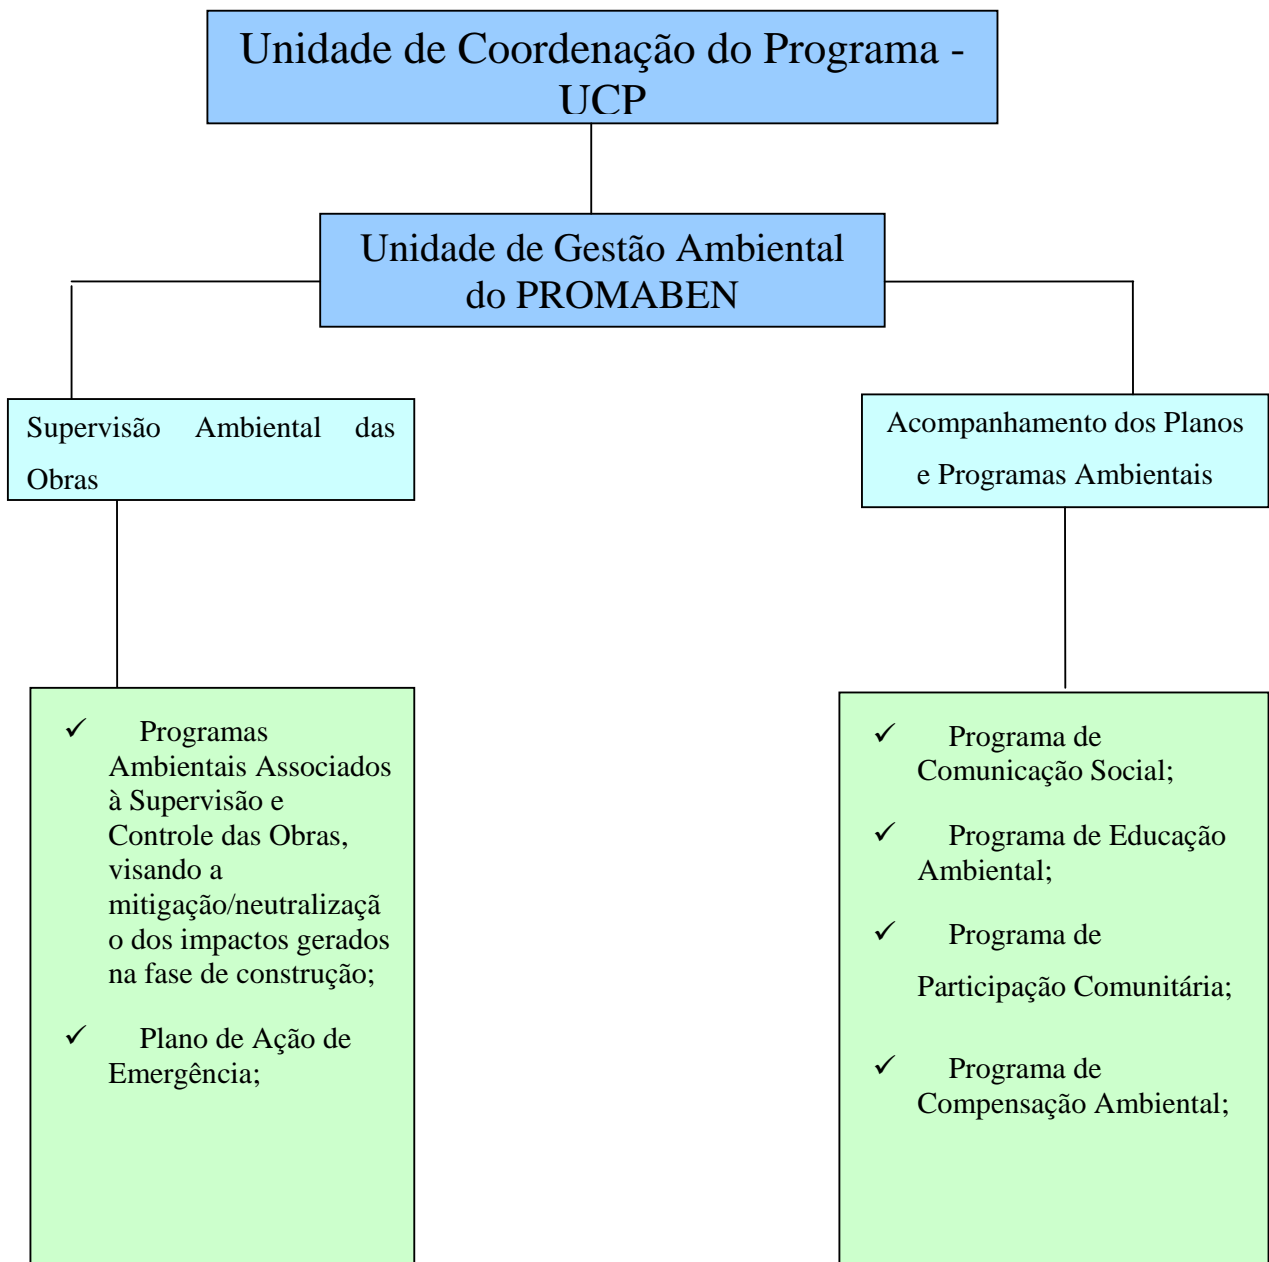 Unidade de Coordenação do Programa -
UCP
Unidade de Gestão Ambiental
do PROMABEN
Supervisão Ambiental das
Obras
Acompanhamento dos Planos
e Programas Ambientais
✓ Programas
Ambientais Associados
à Supervisão e
Controle das Obras,
visando a
mitigação/neutralizaçã
o dos impactos gerados
na fase de construção;
✓ Plano de Ação de
Emergência;
✓ Programa de
Comunicação Social;
✓ Programa de Educação
Ambiental;
✓ Programa de
Participação Comunitária;
✓ Programa de
Compensação Ambiental;